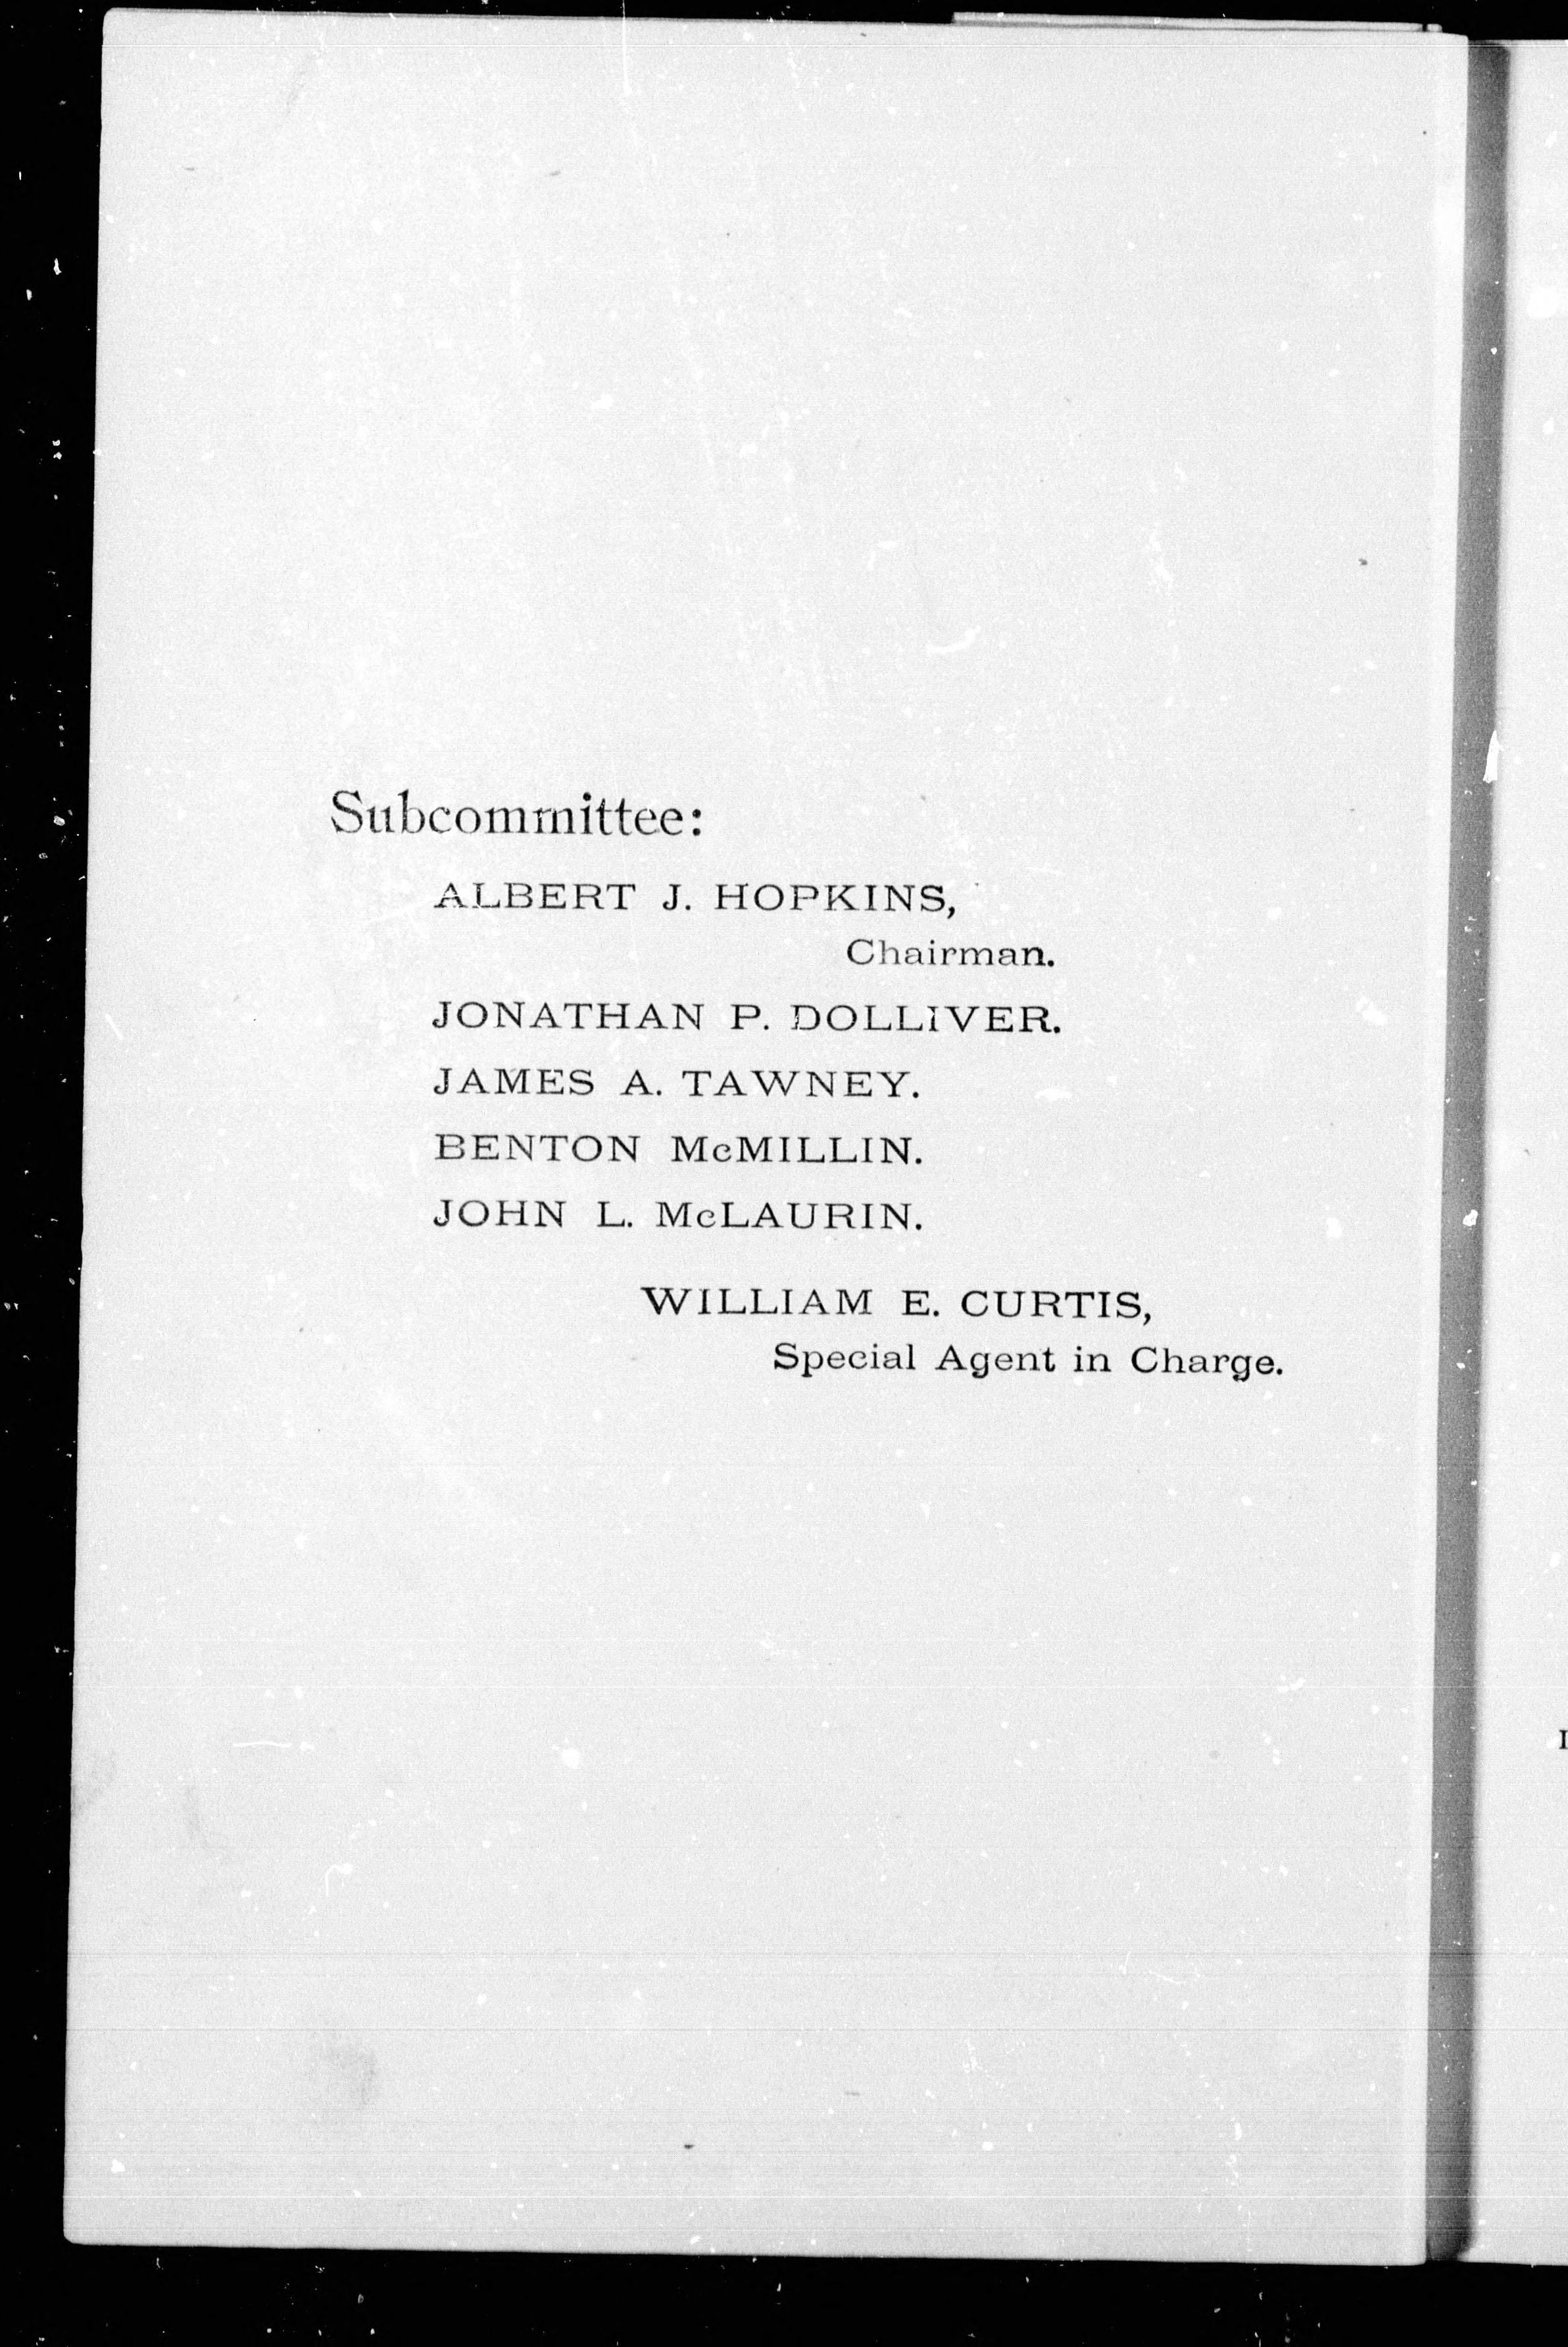 Subcommittee:
ALBERT J. HOPKINS,
Chairman.
JONATHAN P. DOLLIVER.
JAMES A. TAWNEY.
BENTON McMILLIN.
JOHN L. McLAURIN.
WILLIAM E. CURTIS,
Special Agent in Charge.